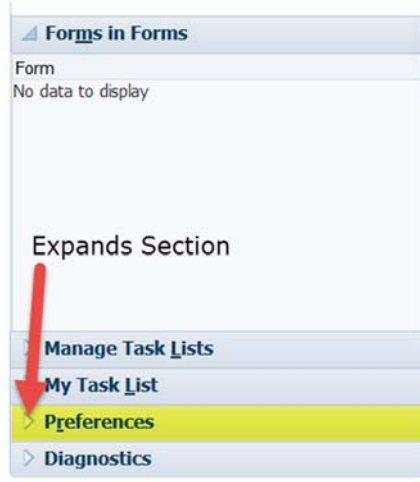 Forms in Forms
Form
No data to display
Expands Section
Manage Task Lists
My Task List
Preferences
Diagnostics